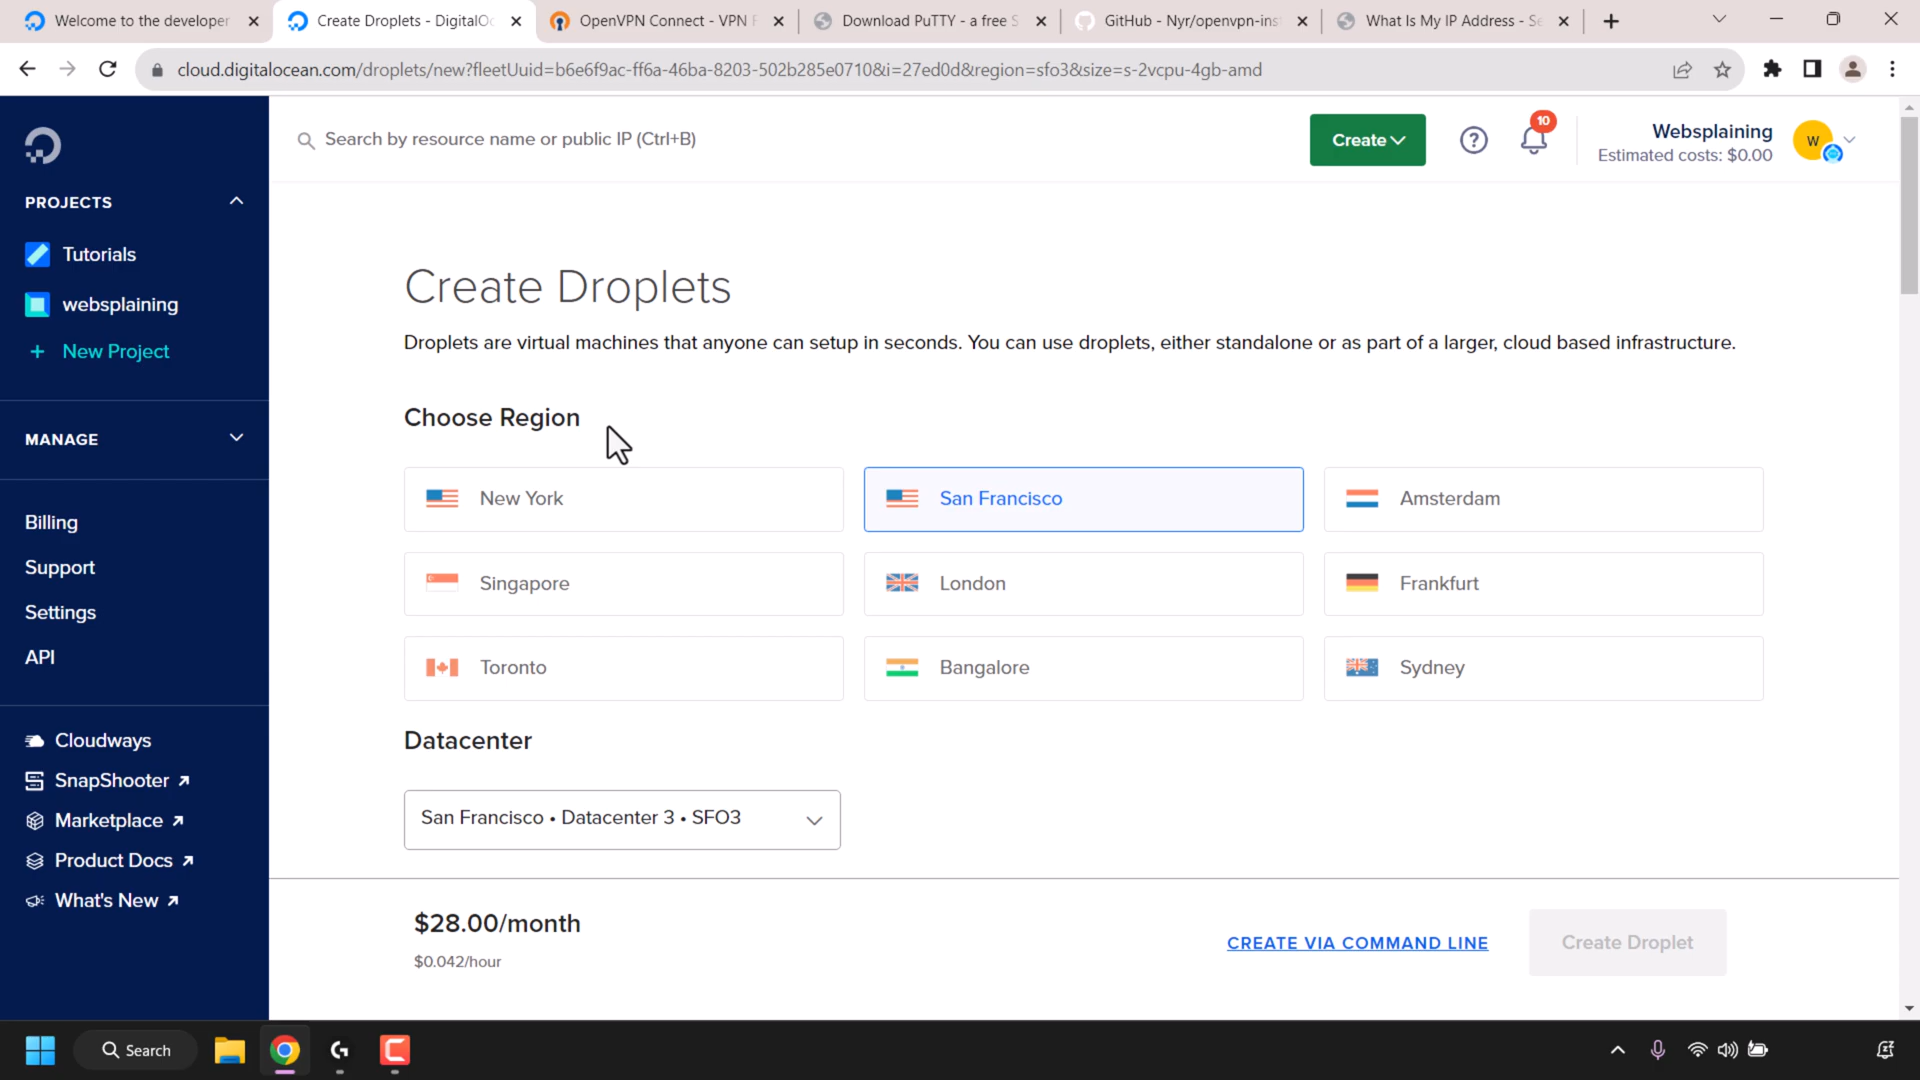 Welcome to the developer
Create Droplets - DigitalOc
OpenVPN Connect - VPN F
Download PuTTY - a free S
GitHub - Nyr/openvpn-inst
What Is My IP Address - Se
cloud.digitalocean.com/droplets/new?fleetUuid=b6e6f9ac-ff6a-46ba-8203-502b285e0710&i=27ed0d&region=sfo3&size=s-2vcpu-4gb-amd
Search by resource name or public IP (Ctrl+B)
Create
10
Websplaining
Estimated costs: $0.00
W
PROJECTS
Tutorials
websplaining
+ New Project
MANAGE
Billing
Support
Settings
API
Cloudways
SnapShooter
Marketplace
Product Docs
What's New
Create Droplets
Droplets are virtual machines that anyone can setup in seconds. You can use droplets, either standalone or as part of a larger, cloud based infrastructure.
Choose Region
New York
San Francisco
Amsterdam
Singapore
London
Frankfurt
Toronto
Bangalore
Sydney
Datacenter
San Francisco • Datacenter 3 • SFO3
$28.00/month
$0.042/hour
CREATE VIA COMMAND LINE
Create Droplet
Search